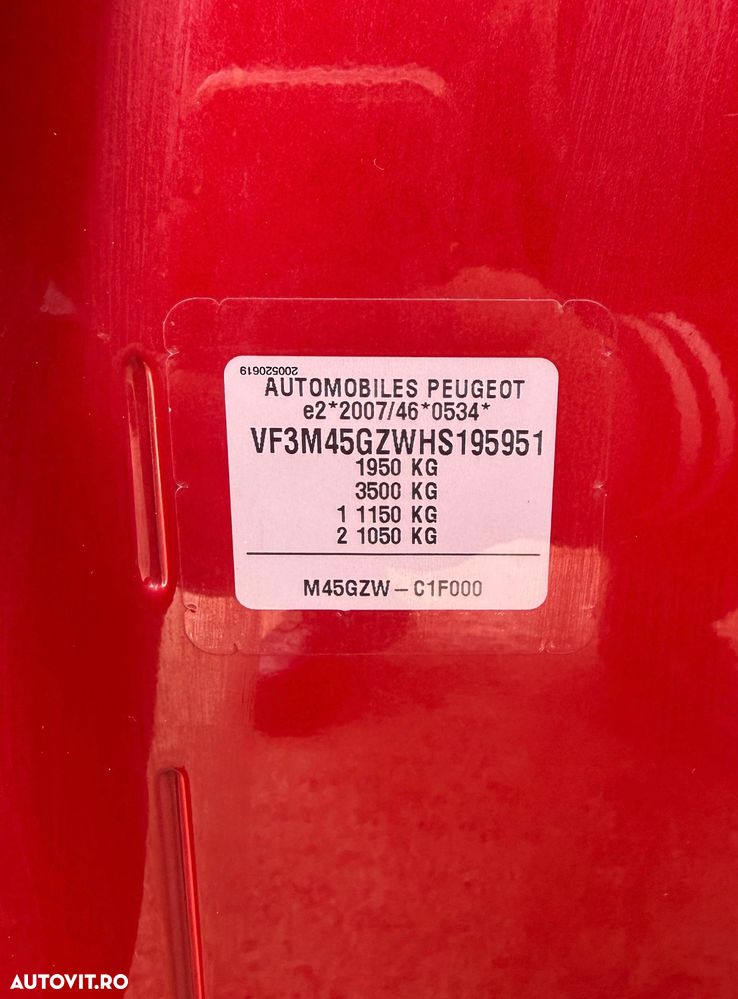 200520619
AUTOMOBILES PEUGEOT
e2*2007/46*0534*
VF3M45GZWHS195951
1950 KG
3500 KG
1 1150 KG
2 1050 KG
M45GZW – C1F000
AUTOVIT.RO